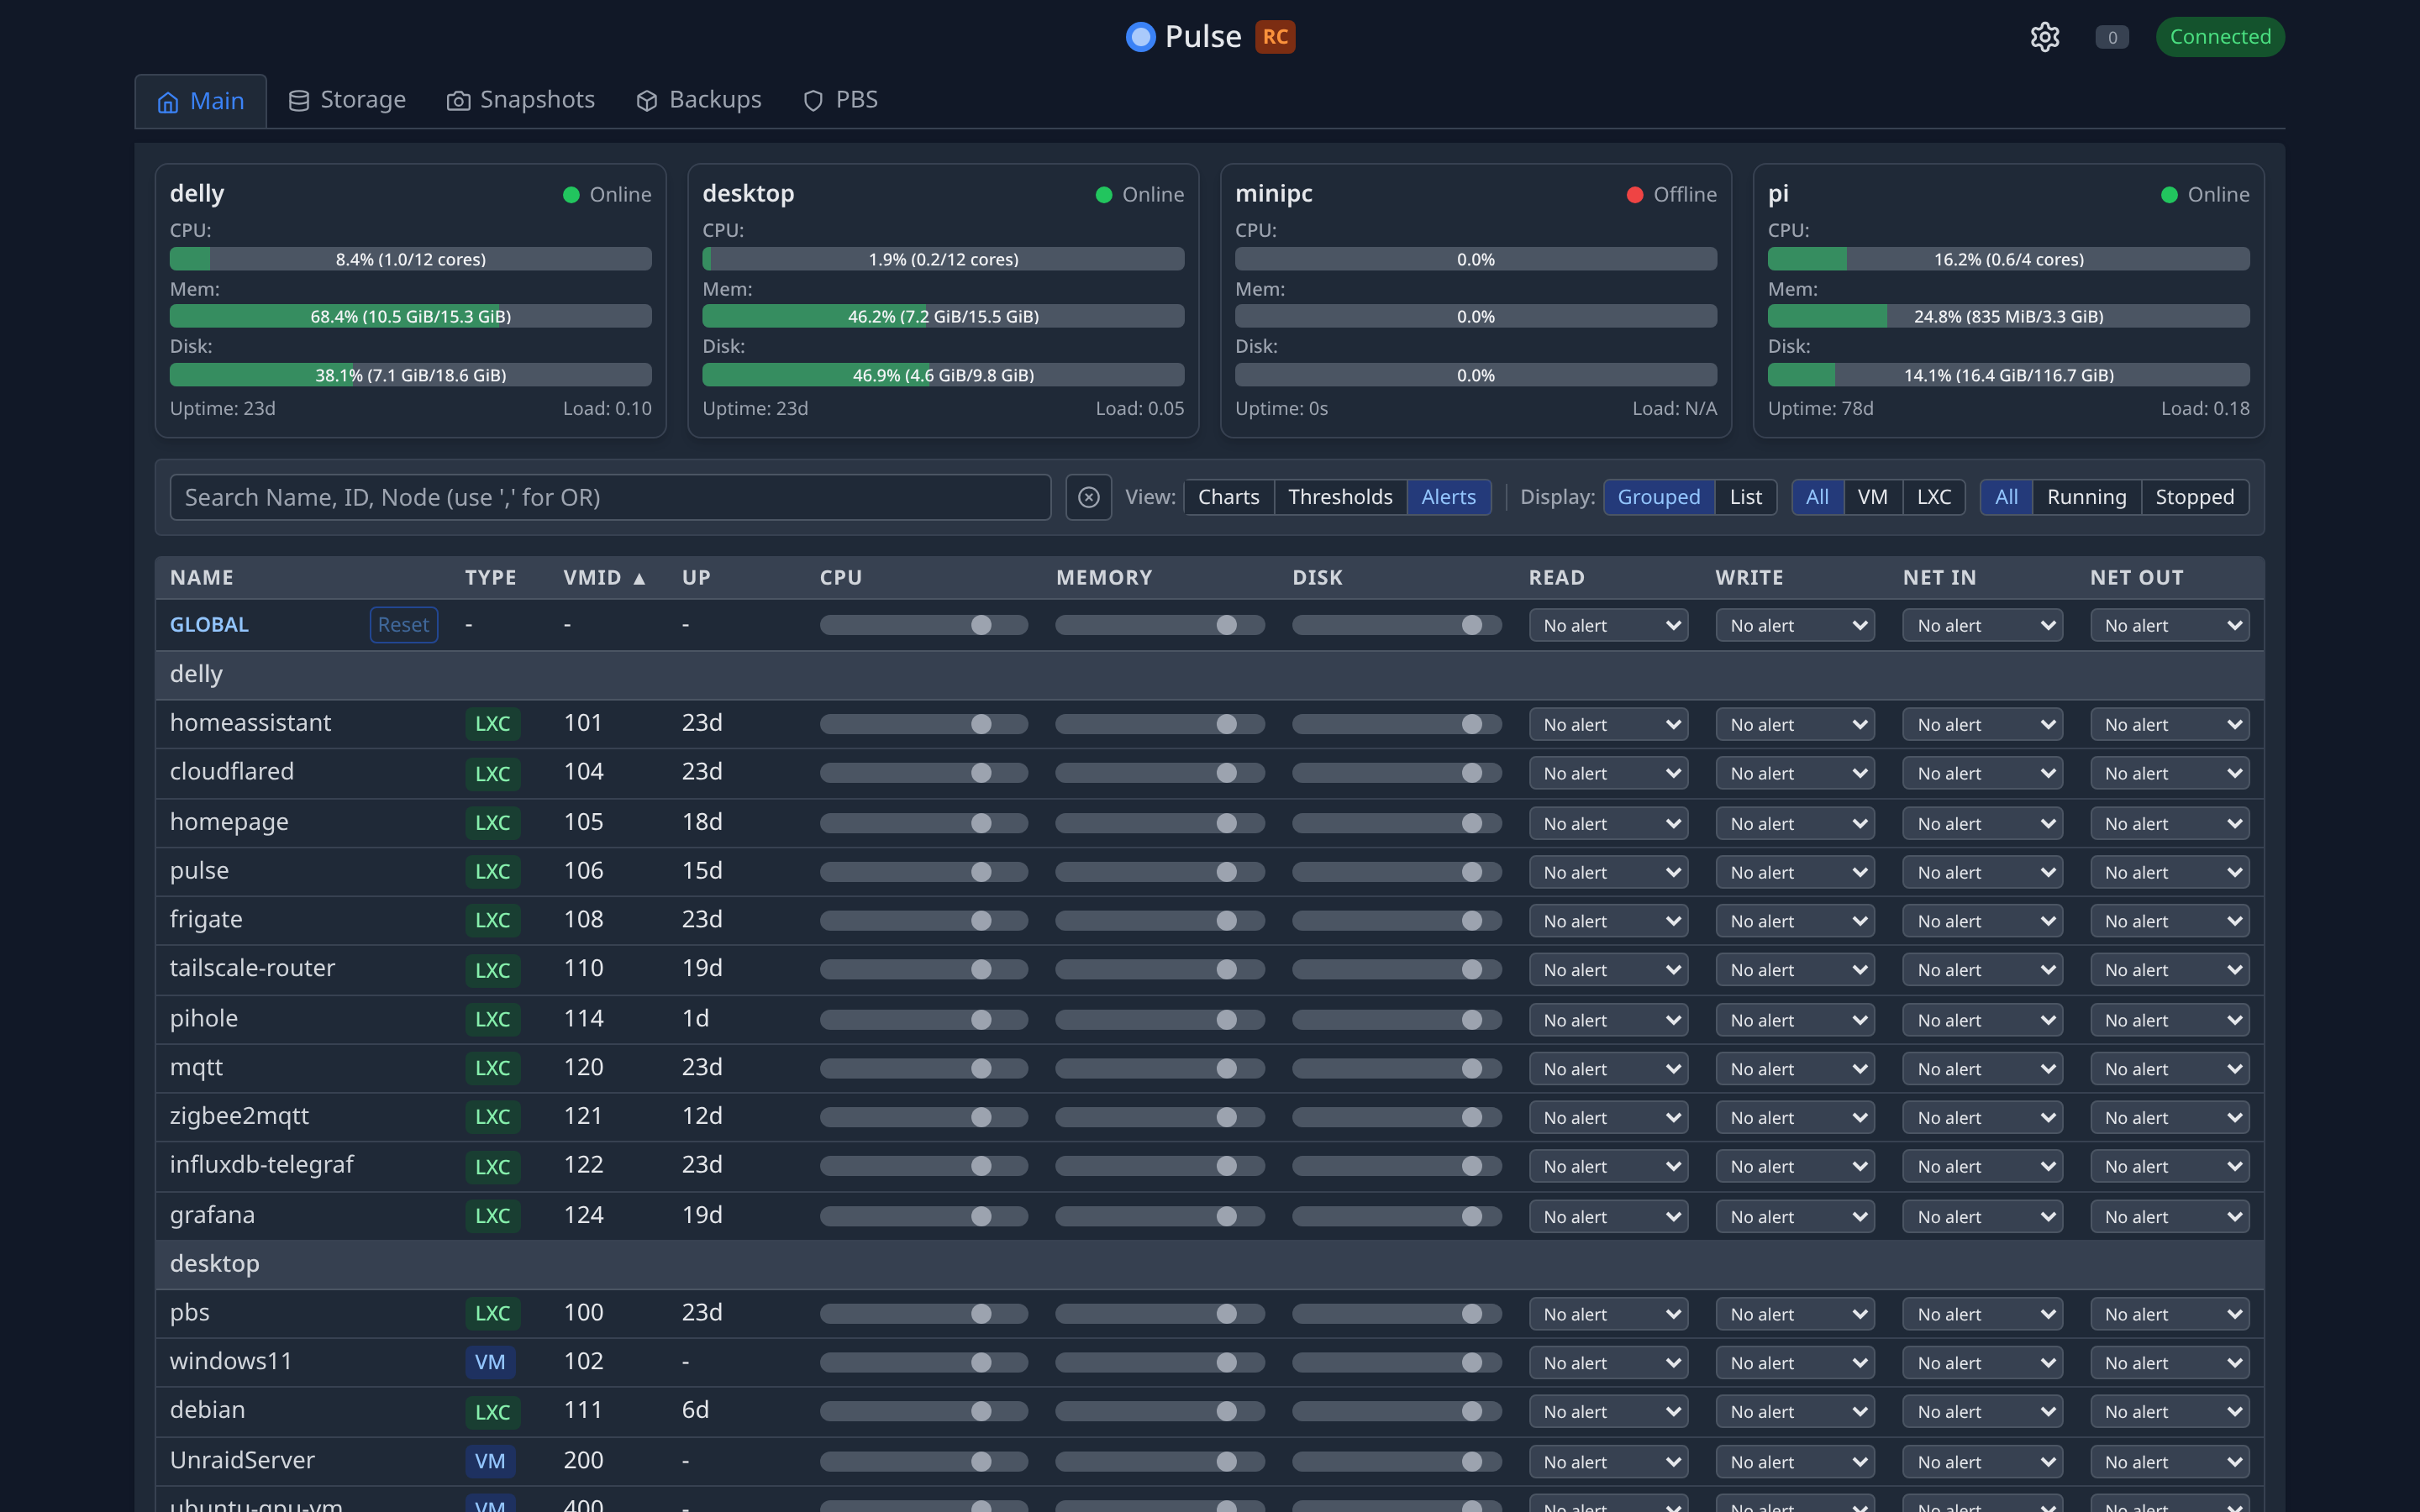 Pulse RC
0
Connected
Main
Storage
Snapshots
Backups
PBS
delly
Online
CPU:
8.4% (1.0/12 cores)
Mem:
68.4% (10.5 GiB/15.3 GiB)
Disk:
38.1% (7.1 GiB/18.6 GiB)
Uptime: 23d
Load: 0.10
desktop
Online
CPU:
1.9% (0.2/12 cores)
Mem:
46.2% (7.2 GiB/15.5 GiB)
Disk:
46.9% (4.6 GiB/9.8 GiB)
Uptime: 23d
Load: 0.05
minipc
Offline
CPU:
0.0%
Mem:
0.0%
Disk:
0.0%
Uptime: 0s
Load: N/A
pi
Online
CPU:
16.2% (0.6/4 cores)
Mem:
24.8% (835 MiB/3.3 GiB)
Disk:
14.1% (16.4 GiB/116.7 GiB)
Uptime: 78d
Load: 0.18
Search Name, ID, Node (use ',' for OR)
View: Charts Thresholds Alerts
Display: Grouped List
All VM LXC
All Running Stopped
NAME TYPE VMID ▲ UP CPU MEMORY DISK READ WRITE NET IN NET OUT
GLOBAL Reset - - - No alert No alert No alert No alert
delly
homeassistant LXC 101 23d No alert No alert No alert No alert
cloudflared LXC 104 23d No alert No alert No alert No alert
homepage LXC 105 18d No alert No alert No alert No alert
pulse LXC 106 15d No alert No alert No alert No alert
frigate LXC 108 23d No alert No alert No alert No alert
tailscale-router LXC 110 19d No alert No alert No alert No alert
pihole LXC 114 1d No alert No alert No alert No alert
mqtt LXC 120 23d No alert No alert No alert No alert
zigbee2mqtt LXC 121 12d No alert No alert No alert No alert
influxdb-telegraf LXC 122 23d No alert No alert No alert No alert
grafana LXC 124 19d No alert No alert No alert No alert
desktop
pbs LXC 100 23d No alert No alert No alert No alert
windows11 VM 102 - No alert No alert No alert No alert
debian LXC 111 6d No alert No alert No alert No alert
UnraidServer VM 200 - No alert No alert No alert No alert
ubuntu-gpu-vm VM 400 - No alert No alert No alert No alert